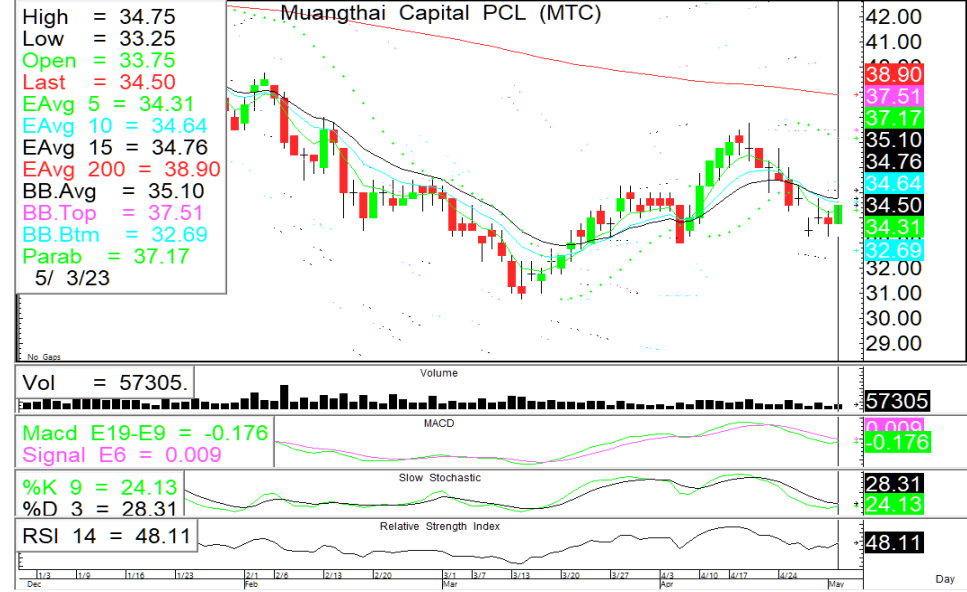 Muangthai Capital PCL (MTC)
High = 34.75
Low = 33.25
Open = 33.75
Last = 34.50
EAvg 5 = 34.31
EAvg 10 = 34.64
EAvg 15 = 34.76
EAvg 200 = 38.90
BB.Avg = 35.10
BB.Top = 37.51
BB.Btm = 32.69
Parab = 37.17
5/ 3/23
No Gaps
42.00
41.00
38.90
37.51
37.17
35.10
34.76
34.64
34.50
34.31
32.69
32.00
31.00
30.00
29.00
Volume
Vol = 57305.
57305
MACD
Macd E19-E9 = -0.176
Signal E6 = 0.009
0.009
-0.176
Slow Stochastic
%K 9 = 24.13
%D 3 = 28.31
28.31
24.13
Relative Strength Index
RSI 14 = 48.11
48.11
1/3 1/9 1/16 1/23 2/1 2/6 2/13 2/20 3/1 3/7 3/13 3/20 3/27 4/3 4/10 4/17 4/24
Dec Feb Mar Apr May
Day